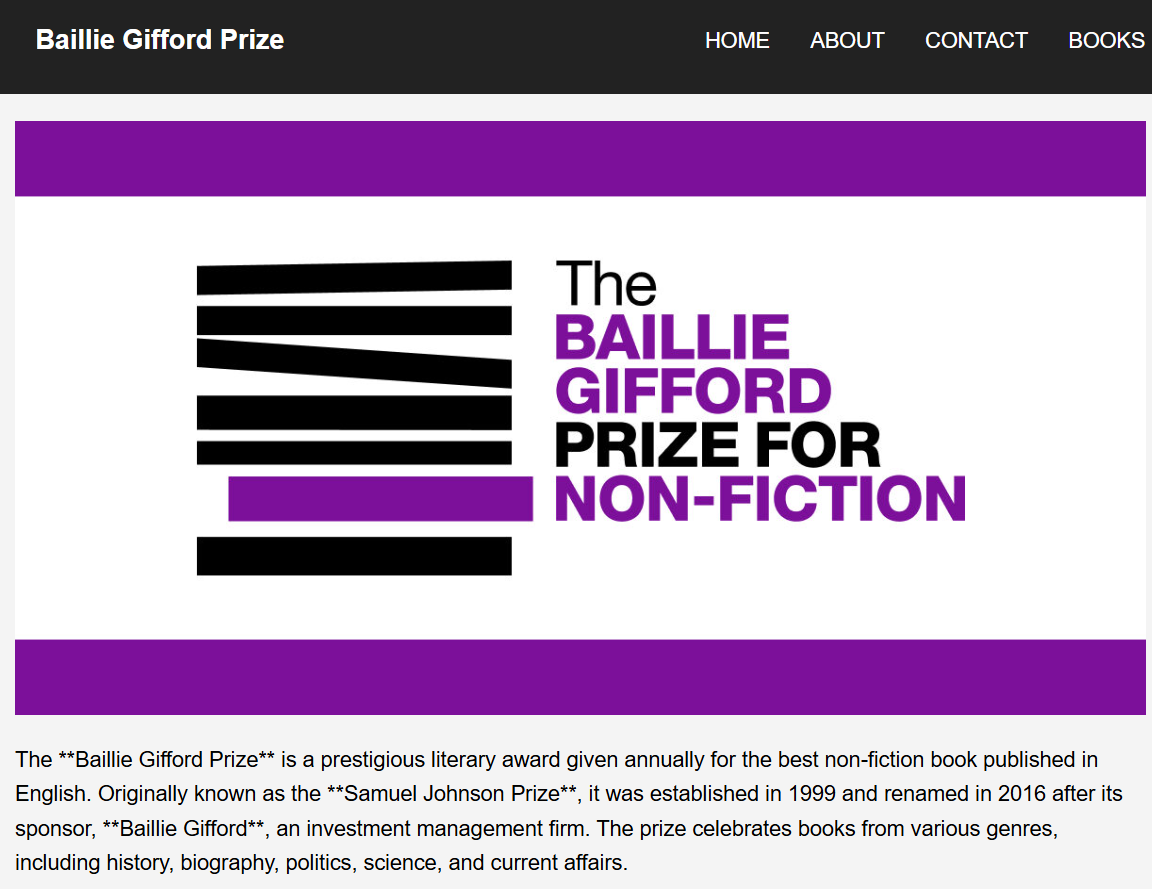 Baillie Gifford Prize
HOME ABOUT CONTACT BOOKS
The
BAILLIE
GIFFORD
PRIZE FOR
NON-FICTION
The **Baillie Gifford Prize** is a prestigious literary award given annually for the best non-fiction book published in
English. Originally known as the **Samuel Johnson Prize**, it was established in 1999 and renamed in 2016 after its
sponsor, **Baillie Gifford**, an investment management firm. The prize celebrates books from various genres,
including history, biography, politics, science, and current affairs.